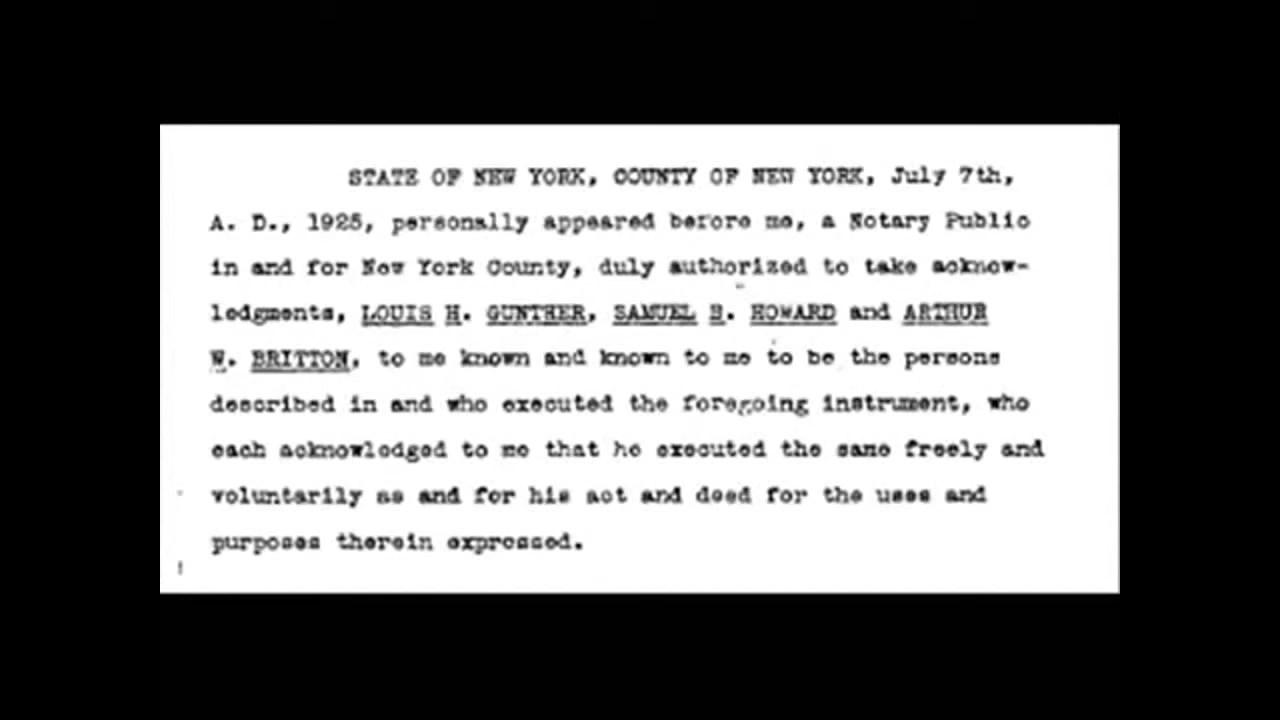 STATE OF NEW YORK, COUNTY OF NEW YORK, July 7th,
A. D., 1925, personally appeared before me, a Notary Public
in and for New York County, duly authorized to take acknow-
ledgments, LOUIS H. GUNTHER, SAMUEL B. HOWARD and ARTHUR
W. BRITTON, to me known and known to me to be the persons
described in and who executed the foregoing instrument, who
each acknowledged to me that he executed the same freely and
voluntarily as and for his act and deed for the uses and
purposes therein expressed.